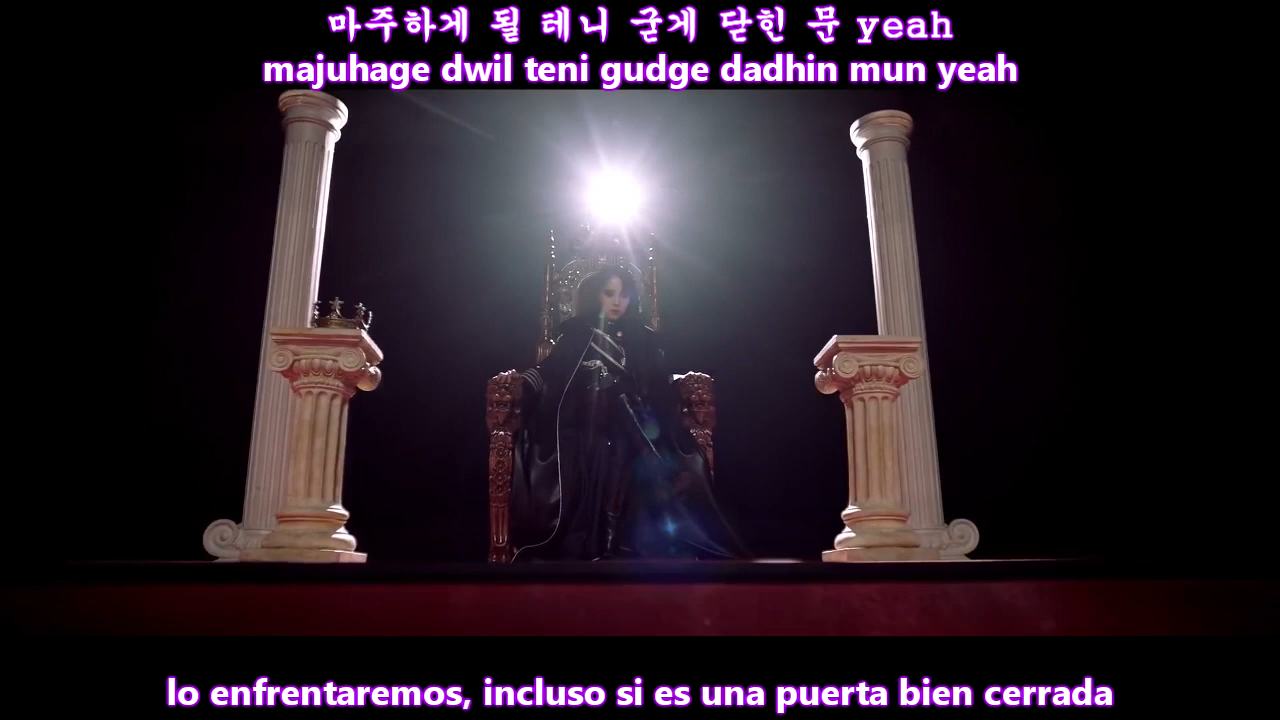 마주하게 될 테니 굳게 닫힌 문 yeah
majuhage dwil teni gudge dadhin mun yeah
lo enfrentaremos, incluso si es una puerta bien cerrada